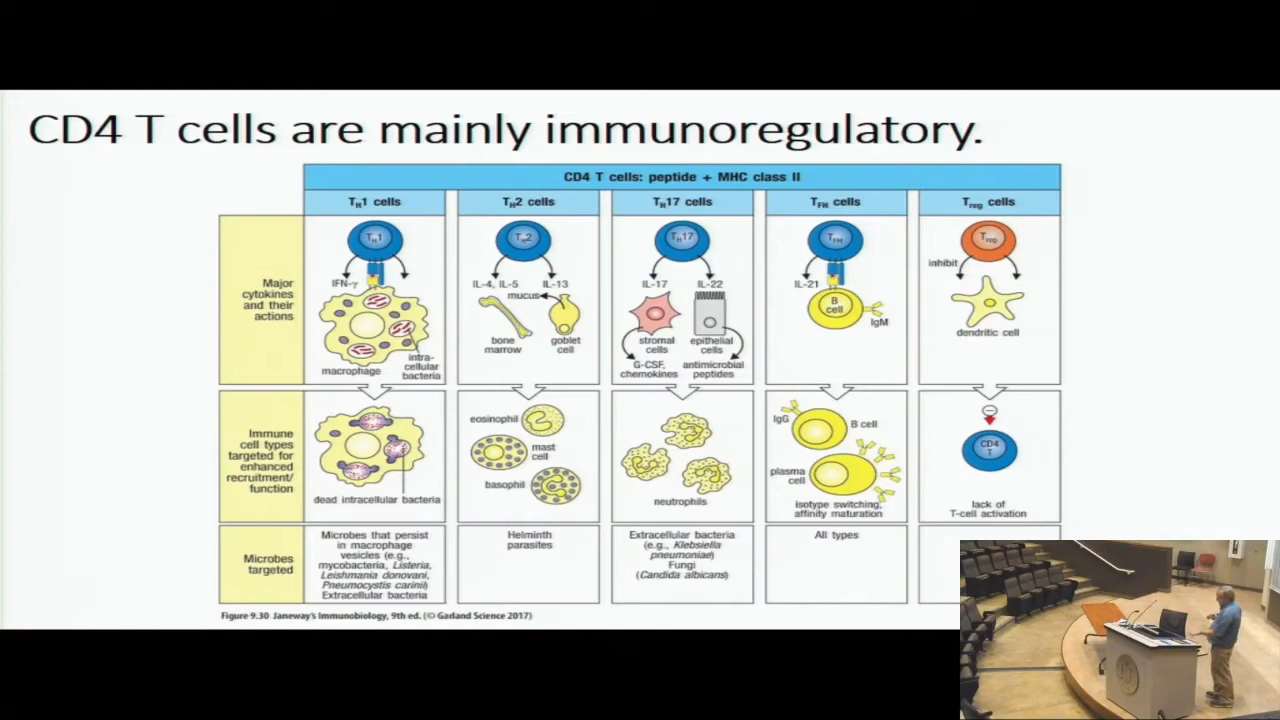 CD4 T cells are mainly immunoregulatory.
CD4 T cells: peptide + MHC class II
TH1 cells
TH2 cells
TH17 cells
TFH cells
Treg cells
Major
cytokines
and their
actions
TH1
IFN-γ
macrophage
intra-
cellular
bacteria
TH2
IL-4, IL-5
IL-13
mucus
bone
marrow
goblet
cell
TH17
IL-17
IL-22
stromal
cells
epithelial
cells
G-CSF,
chemokines
antimicrobial
peptides
TFH
IL-21
B
cell
IgM
Treg
inhibit
dendritic cell
Immune
cell types
targeted for
enhanced
recruitment/
function
dead intracellular bacteria
eosinophil
mast
cell
basophil
neutrophils
IgG
B cell
plasma
cell
isotype switching,
affinity maturation
CD4
T
lack of
T-cell activation
Microbes
targeted
Microbes that persist
in macrophage
vesicles (e.g.,
mycobacteria, Listeria,
Leishmania donovani,
Pneumocystis carinii)
Extracellular bacteria
Helminth
parasites
Extracellular bacteria
(e.g., Klebsiella
pneumoniae)
Fungi
(Candida albicans)
All types
Figure 9.30 Janeway's Immunobiology, 9th ed. (© Garland Science 2017)